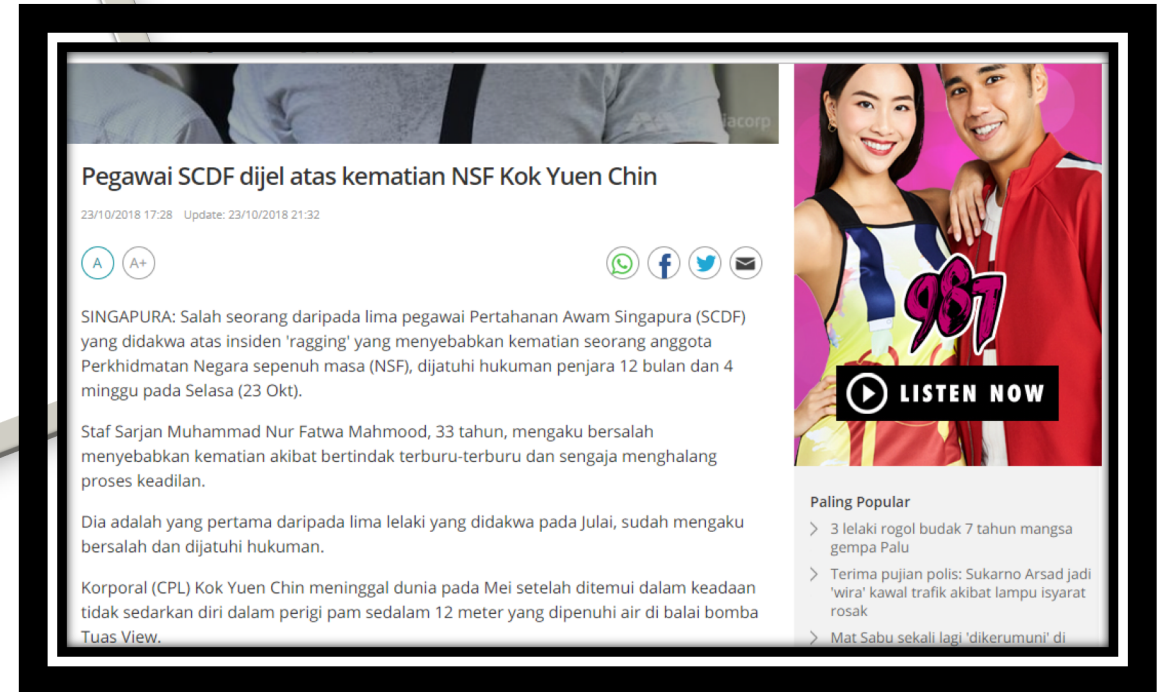 Pegawai SCDF dijel atas kematian NSF Kok Yuen Chin
23/10/2018 17:28 Update: 23/10/2018 21:32
A A+
SINGAPURA: Salah seorang daripada lima pegawai Pertahanan Awam Singapura (SCDF)
yang didakwa atas insiden 'ragging' yang menyebabkan kematian seorang anggota
Perkhidmatan Negara sepenuh masa (NSF), dijatuhi hukuman penjara 12 bulan dan 4
minggu pada Selasa (23 Okt).
Staf Sarjan Muhammad Nur Fatwa Mahmood, 33 tahun, mengaku bersalah
menyebabkan kematian akibat bertindak terburu-terburu dan sengaja menghalang
proses keadilan.
Dia adalah yang pertama daripada lima lelaki yang didakwa pada Julai, sudah mengaku
bersalah dan dijatuhi hukuman.
Korporal (CPL) Kok Yuen Chin meninggal dunia pada Mei setelah ditemui dalam keadaan
tidak sedarkan diri dalam perigi pam sedalam 12 meter yang dipenuhi air di balai bomba
Tuas View.
987
LISTEN NOW
Paling Popular
3 lelaki rogol budak 7 tahun mangsa
gempa Palu
Terima pujian polis: Sukarno Arsad jadi
'wira' kawal trafik akibat lampu isyarat
rosak
Mat Sabu sekali lagi 'dikerumuni' di